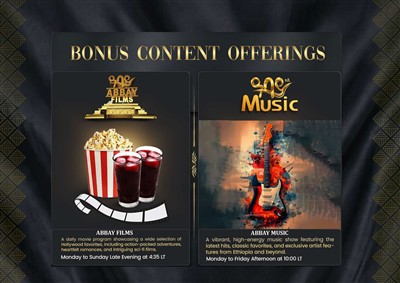 BONUS CONTENT OFFERINGS
ABBAY
FILMS
Music
ABBAY FILMS
A daily movie program showcasing a wide selection of
Hollywood favorites, including action-packed adventures,
heartfelt romances, and intriguing sci-fi films.
Monday to Sunday Late Evening at 4:35 LT
ABBAY MUSIC
A vibrant, high-energy music show featuring the
latest hits, classic favorites, and exclusive artist fea-
tures from Ethiopia and beyond.
Monday to Friday Afternoon at 10:00 LT